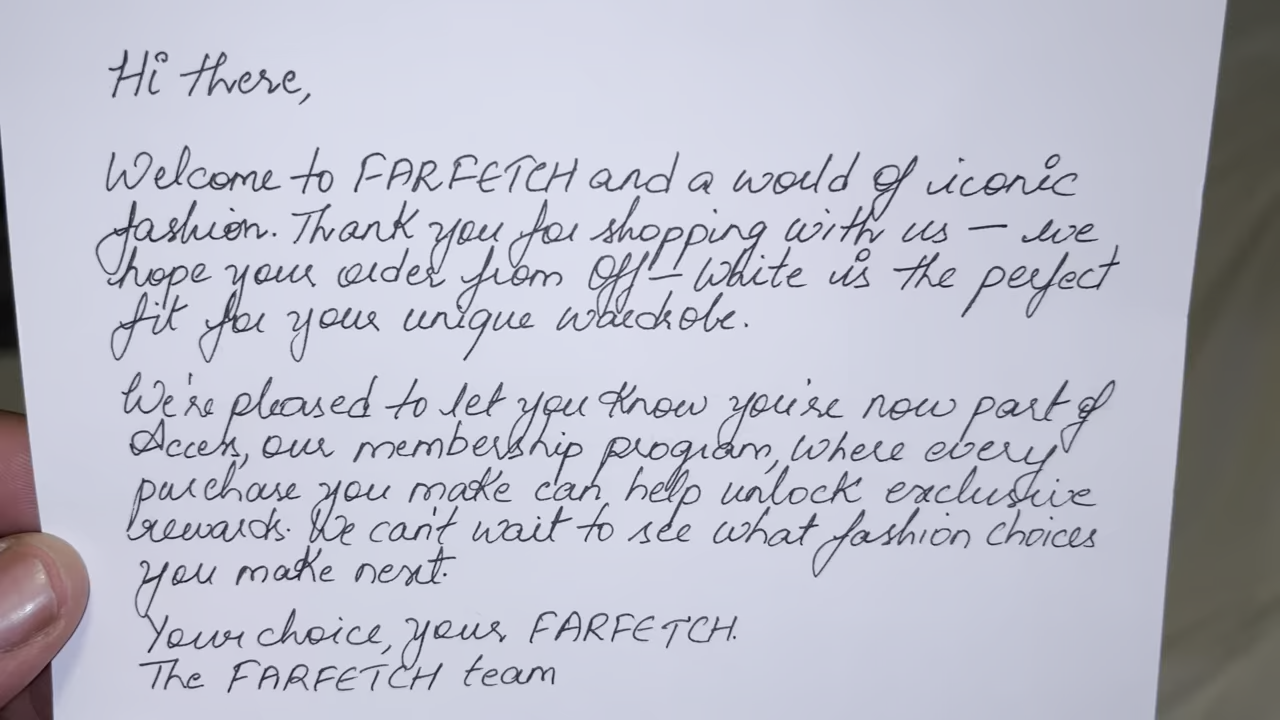 Hi there,
Welcome to FARFETCH and a world of iconic
fashion. Thank you for shopping with us – we
hope your order from Off-White is the perfect
fit for your unique wardrobe.
We're pleased to let you know you're now part of
Access, our membership program, where every
purchase you make can help unlock exclusive
rewards. We can't wait to see what fashion choices
you make next.
Your choice, your FARFETCH.
The FARFETCH team